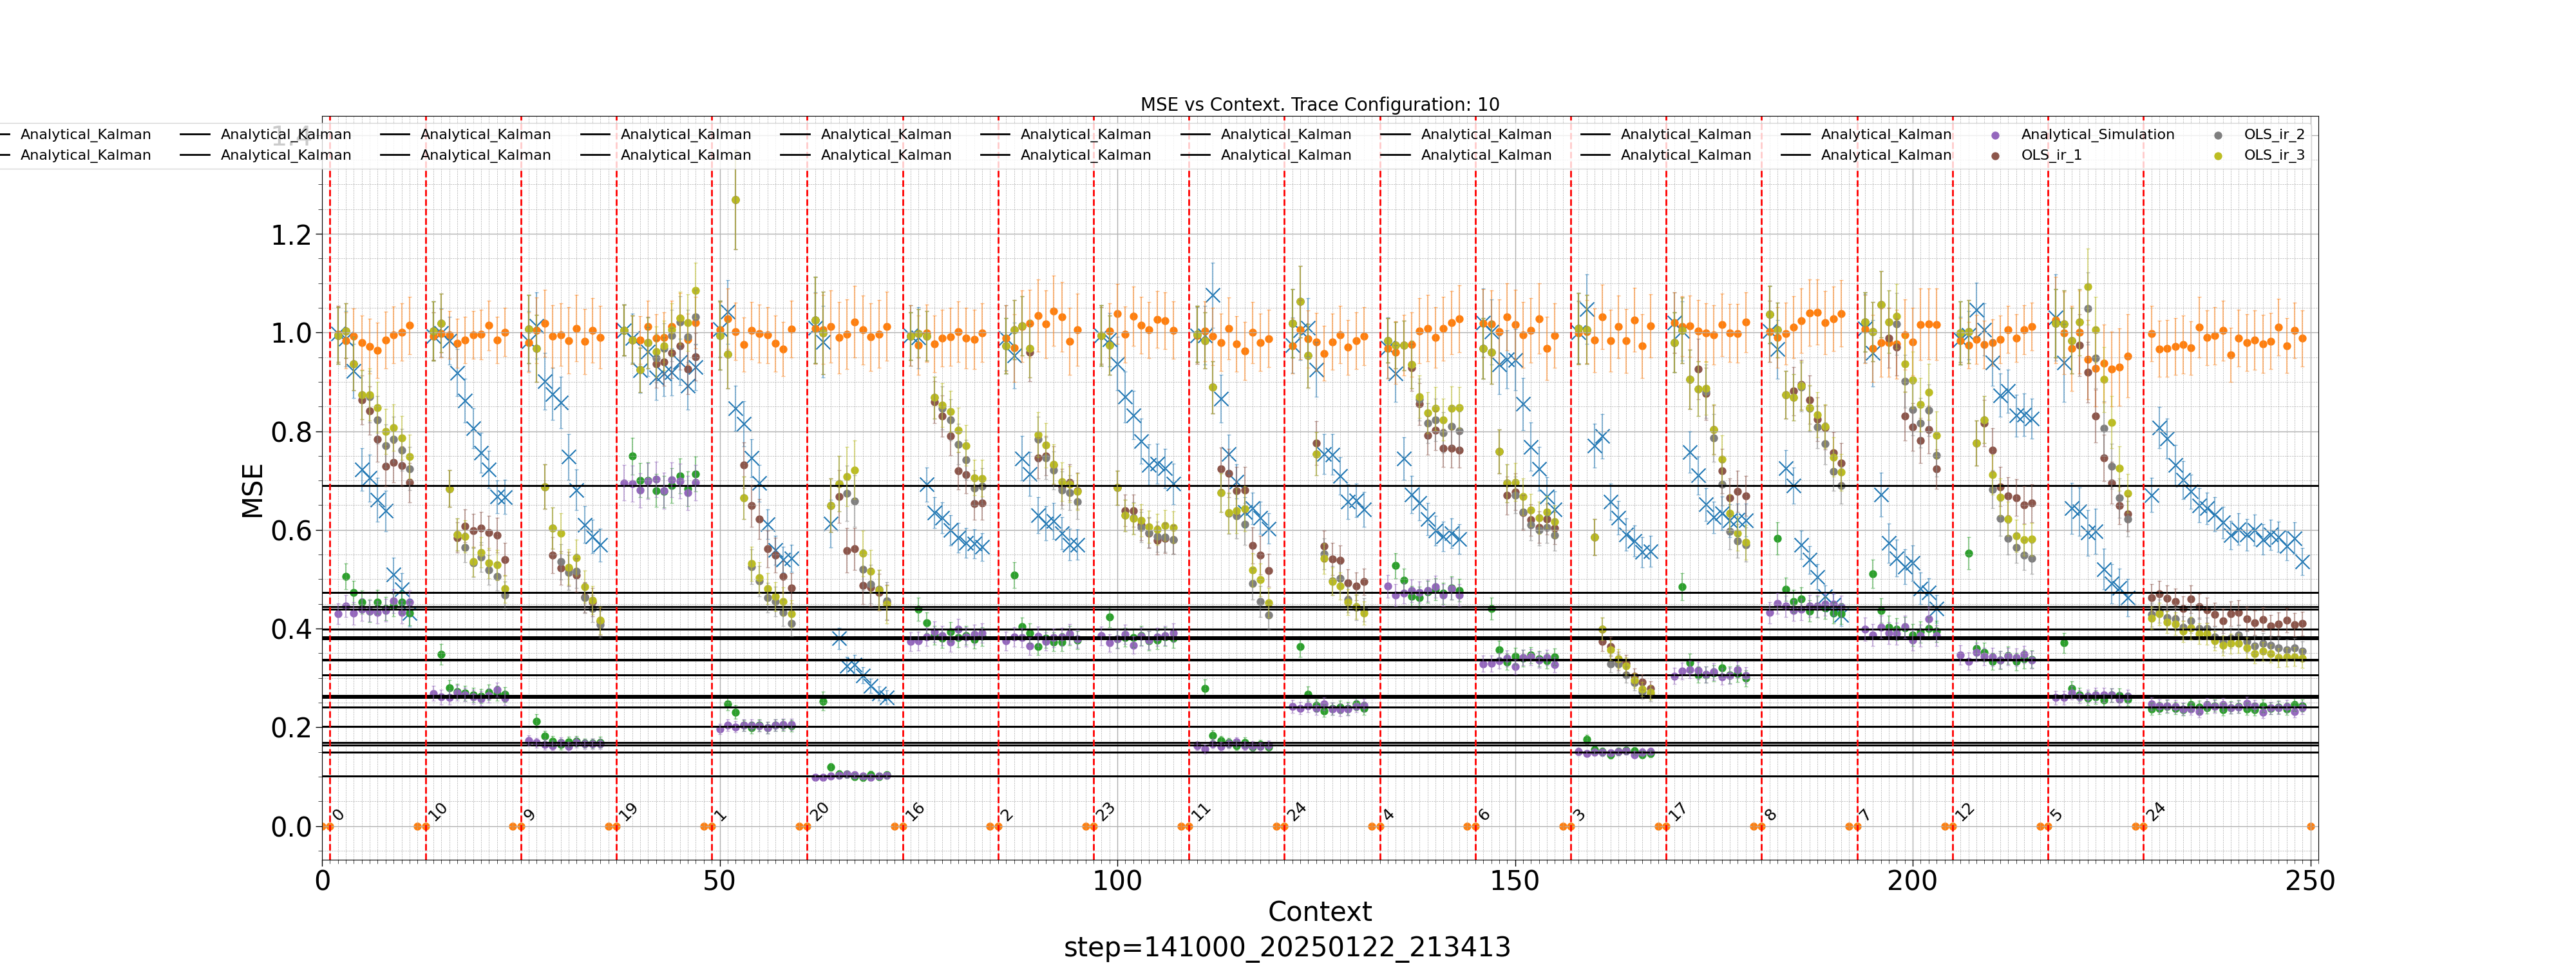 MSE vs Context. Trace Configuration: 10
Analytical_Kalman Analytical_Kalman Analytical_Kalman Analytical_Kalman Analytical_Kalman Analytical_Kalman Analytical_Kalman Analytical_Kalman Analytical_Kalman Analytical_Kalman Analytical_Simulation OLS_ir_2
Analytical_Kalman Analytical_Kalman Analytical_Kalman Analytical_Kalman Analytical_Kalman Analytical_Kalman Analytical_Kalman Analytical_Kalman Analytical_Kalman Analytical_Kalman OLS_ir_1 OLS_ir_3
1.4
1.2
1.0
0.8
0.6
0.4
0.2
0.0
MSE
0 10 9 19 1 20 16 2 23 11 24 4 6 3 17 8 7 12 5 24
0 50 100 150 200 250
Context
step=141000_20250122_213413